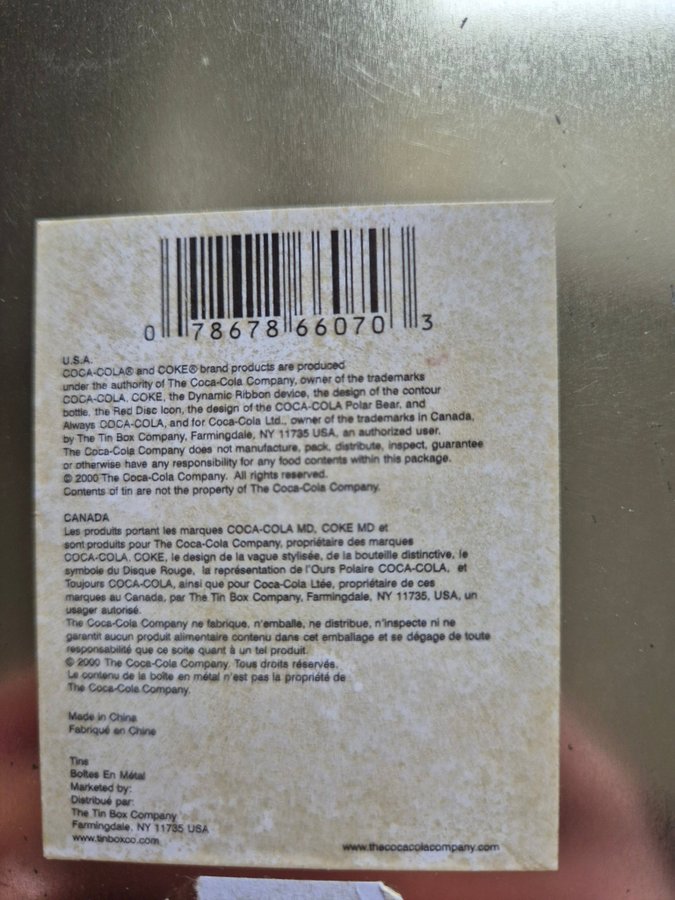 0 78678 66070 3
U.S.A.
COCA-COLA® and COKE® brand products are produced
under the authority of The Coca-Cola Company, owner of the trademarks
COCA-COLA, COKE, the Dynamic Ribbon device, the design of the contour
bottle, the Red Disc Icon, the design of the COCA-COLA Polar Bear, and
Always COCA-COLA, and for Coca-Cola Ltd., owner of the trademarks in Canada,
by The Tin Box Company, Farmingdale, NY 11735 USA, an authorized user.
The Coca-Cola Company does not manufacture, pack, distribute, inspect, guarantee
or otherwise have any responsibility for any food contents within this package.
© 2000 The Coca-Cola Company. All rights reserved.
Contents of tin are not the property of The Coca-Cola Company.
CANADA
Les produits portant les marques COCA-COLA MD, COKE MD et
sont produits pour The Coca-Cola Company, propriétaire des marques
COCA-COLA, COKE, le design de la vague stylisée, de la bouteille distinctive, le
symbole du Disque Rouge, la représentation de l'Ours Polaire COCA-COLA, et
Toujours COCA-COLA, ainsi que pour Coca-Cola Ltée, propriétaire de ces
marques au Canada, par The Tin Box Company, Farmingdale, NY 11735, USA, un
usager autorisé.
The Coca-Cola Company ne fabrique, n'emballe, ne distribue, n'inspecte ni ne
garantit aucun produit alimentaire contenu dans cet emballage et se dégage de toute
responsabilité que ce soite quant à un tel produit.
© 2000 The Coca-Cola Company. Tous droits réservés.
Le contenu de la boîte en métal n'est pas la propriété de
The Coca-Cola Company.
Made in China
Fabriqué en Chine
Tins
Boîtes En Métal
Marketed by:
Distribué par:
The Tin Box Company
Farmingdale, NY 11735 USA
www.tinboxco.com
www.thecocacolacompany.com